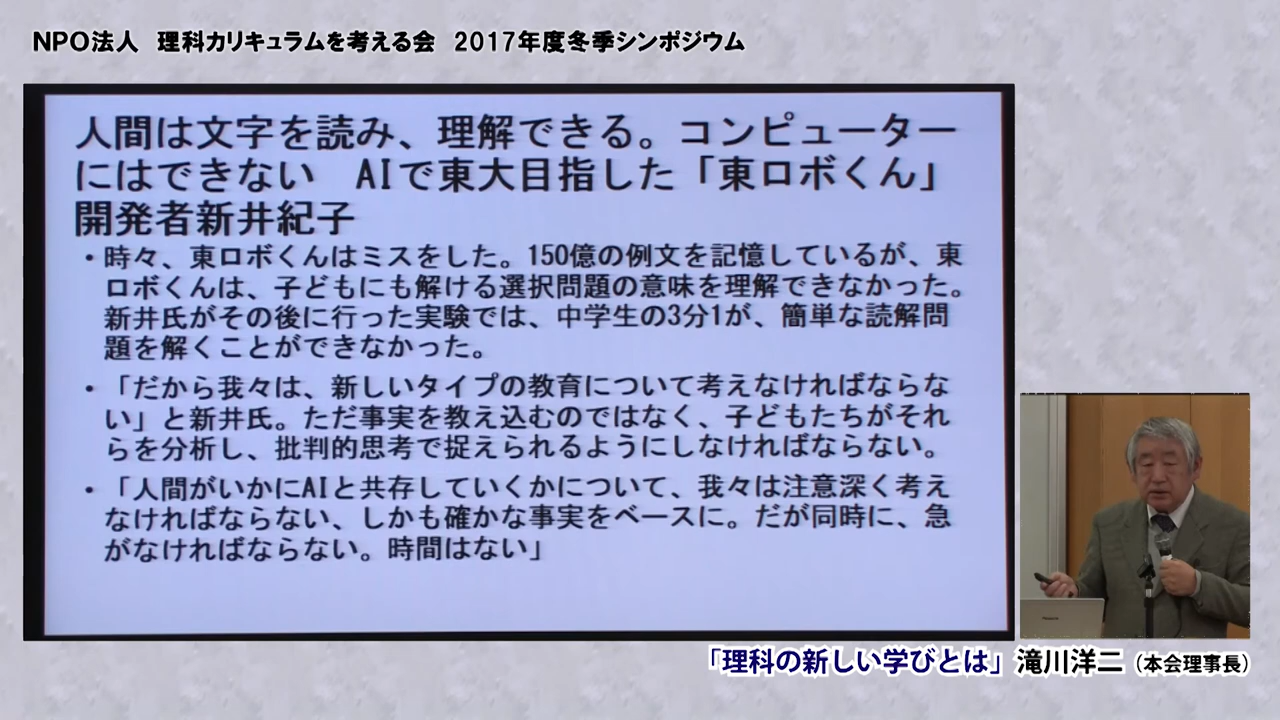 NPO法人　理科カリキュラムを考える会　2017年度冬季シンポジウム
人間は文字を読み、理解できる。コンピューター
にはできない　AIで東大目指した「東ロボくん」
開発者新井紀子
・時々、東ロボくんはミスをした。150億の例文を記憶しているが、東
ロボくんは、子どもにも解ける選択問題の意味を理解できなかった。
新井氏がその後に行った実験では、中学生の3分1が、簡単な読解問
題を解くことができなかった。
・「だから我々は、新しいタイプの教育について考えなければならな
い」と新井氏。ただ事実を教え込むのではなく、子どもたちがそれ
らを分析し、批判的思考で捉えられるようにしなければならない。
・「人間がいかにAIと共存していくかについて、我々は注意深く考え
なければならない、しかも確かな事実をベースに。だが同時に、急
がなければならない。時間はない」
「理科の新しい学びとは」滝川洋二（本会理事長）